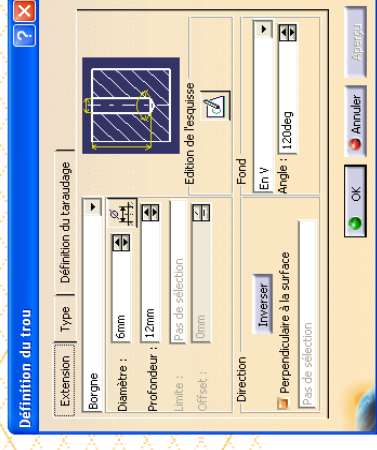 Définition du trou
Extension Type Définition du taraudage
Borgne
Diamètre : 6mm
Profondeur : 12mm
Limite : Pas de sélection
Offset : 0mm
Edition de l'esquisse
Direction
Inverser
Perpendiculaire à la surface
Pas de sélection
Fond
En V
Angle : 120deg
OK Annuler Aperçu